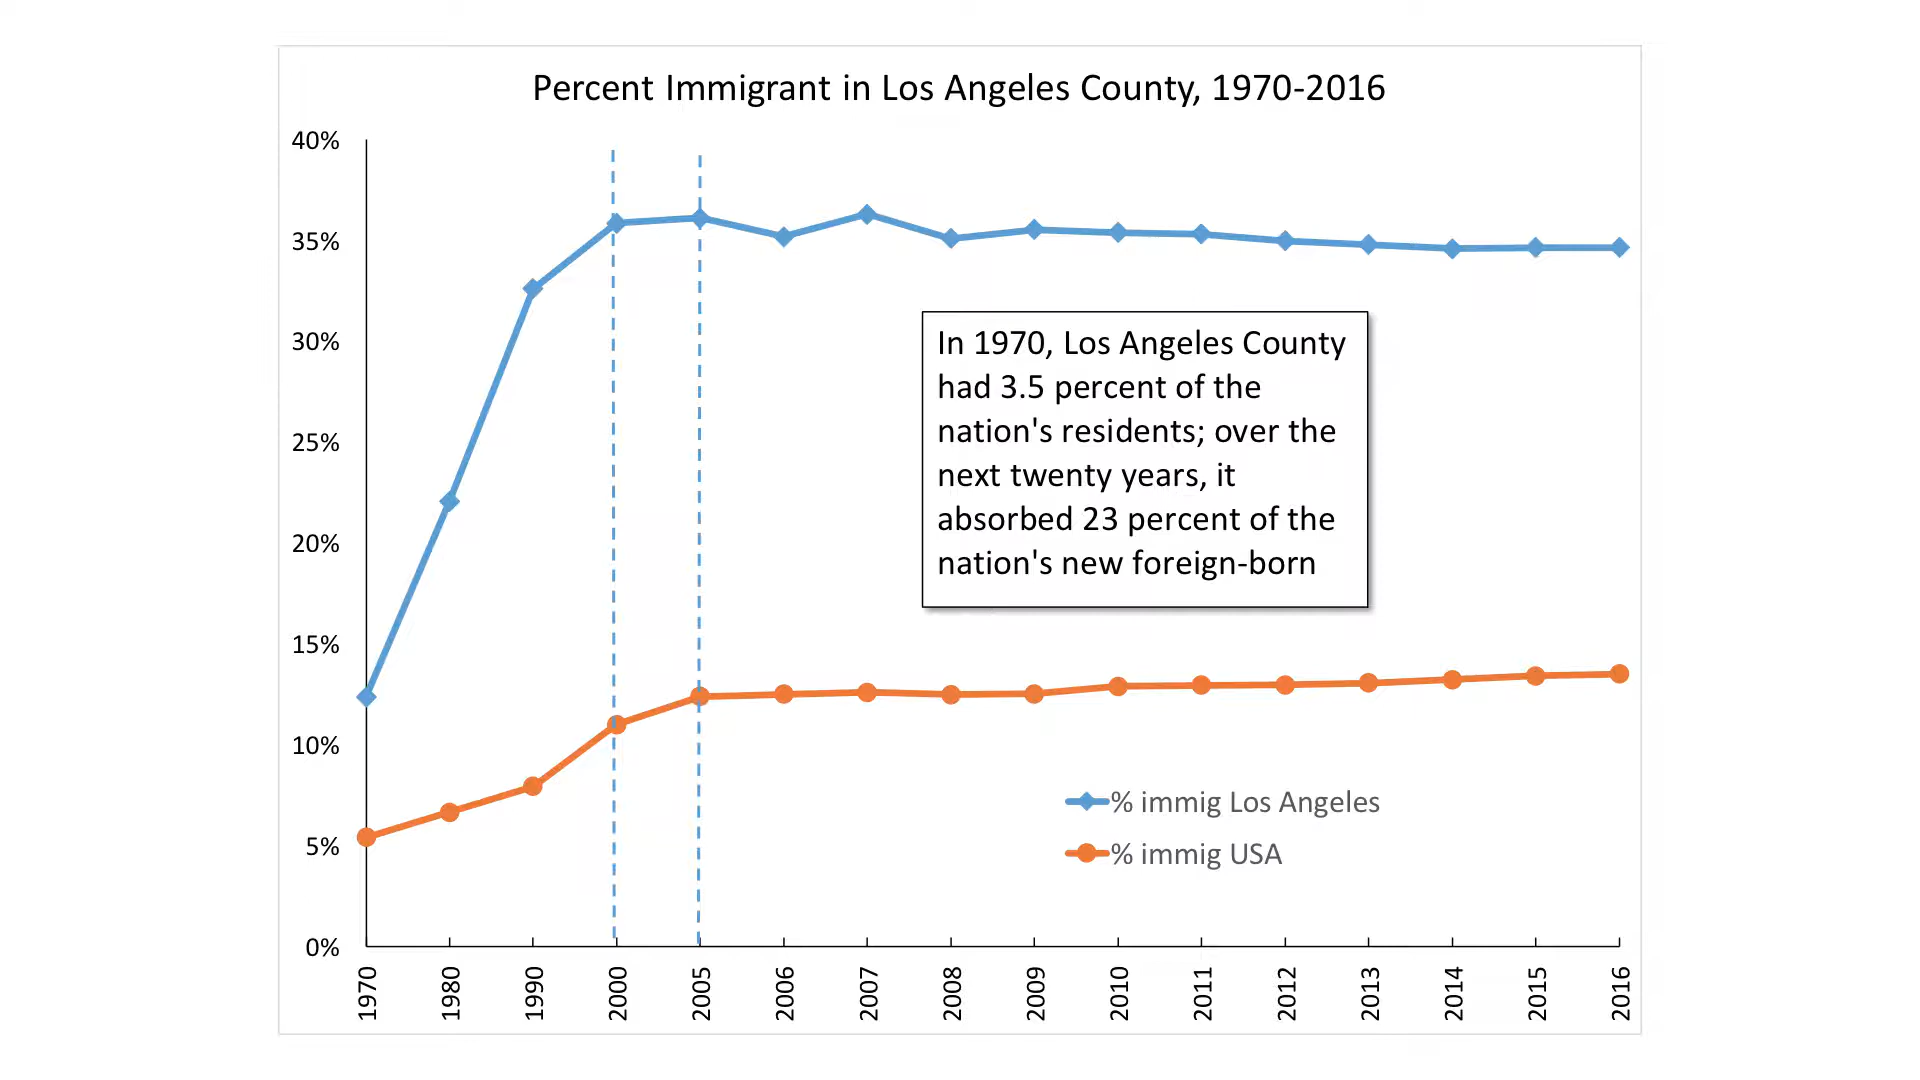 Percent Immigrant in Los Angeles County, 1970-2016
40%
35%
30%
25%
20%
15%
10%
5%
0%
In 1970, Los Angeles County
had 3.5 percent of the
nation's residents; over the
next twenty years, it
absorbed 23 percent of the
nation's new foreign-born
% immig Los Angeles
% immig USA
1970
1980
1990
2000
2005
2006
2007
2008
2009
2010
2011
2012
2013
2014
2015
2016